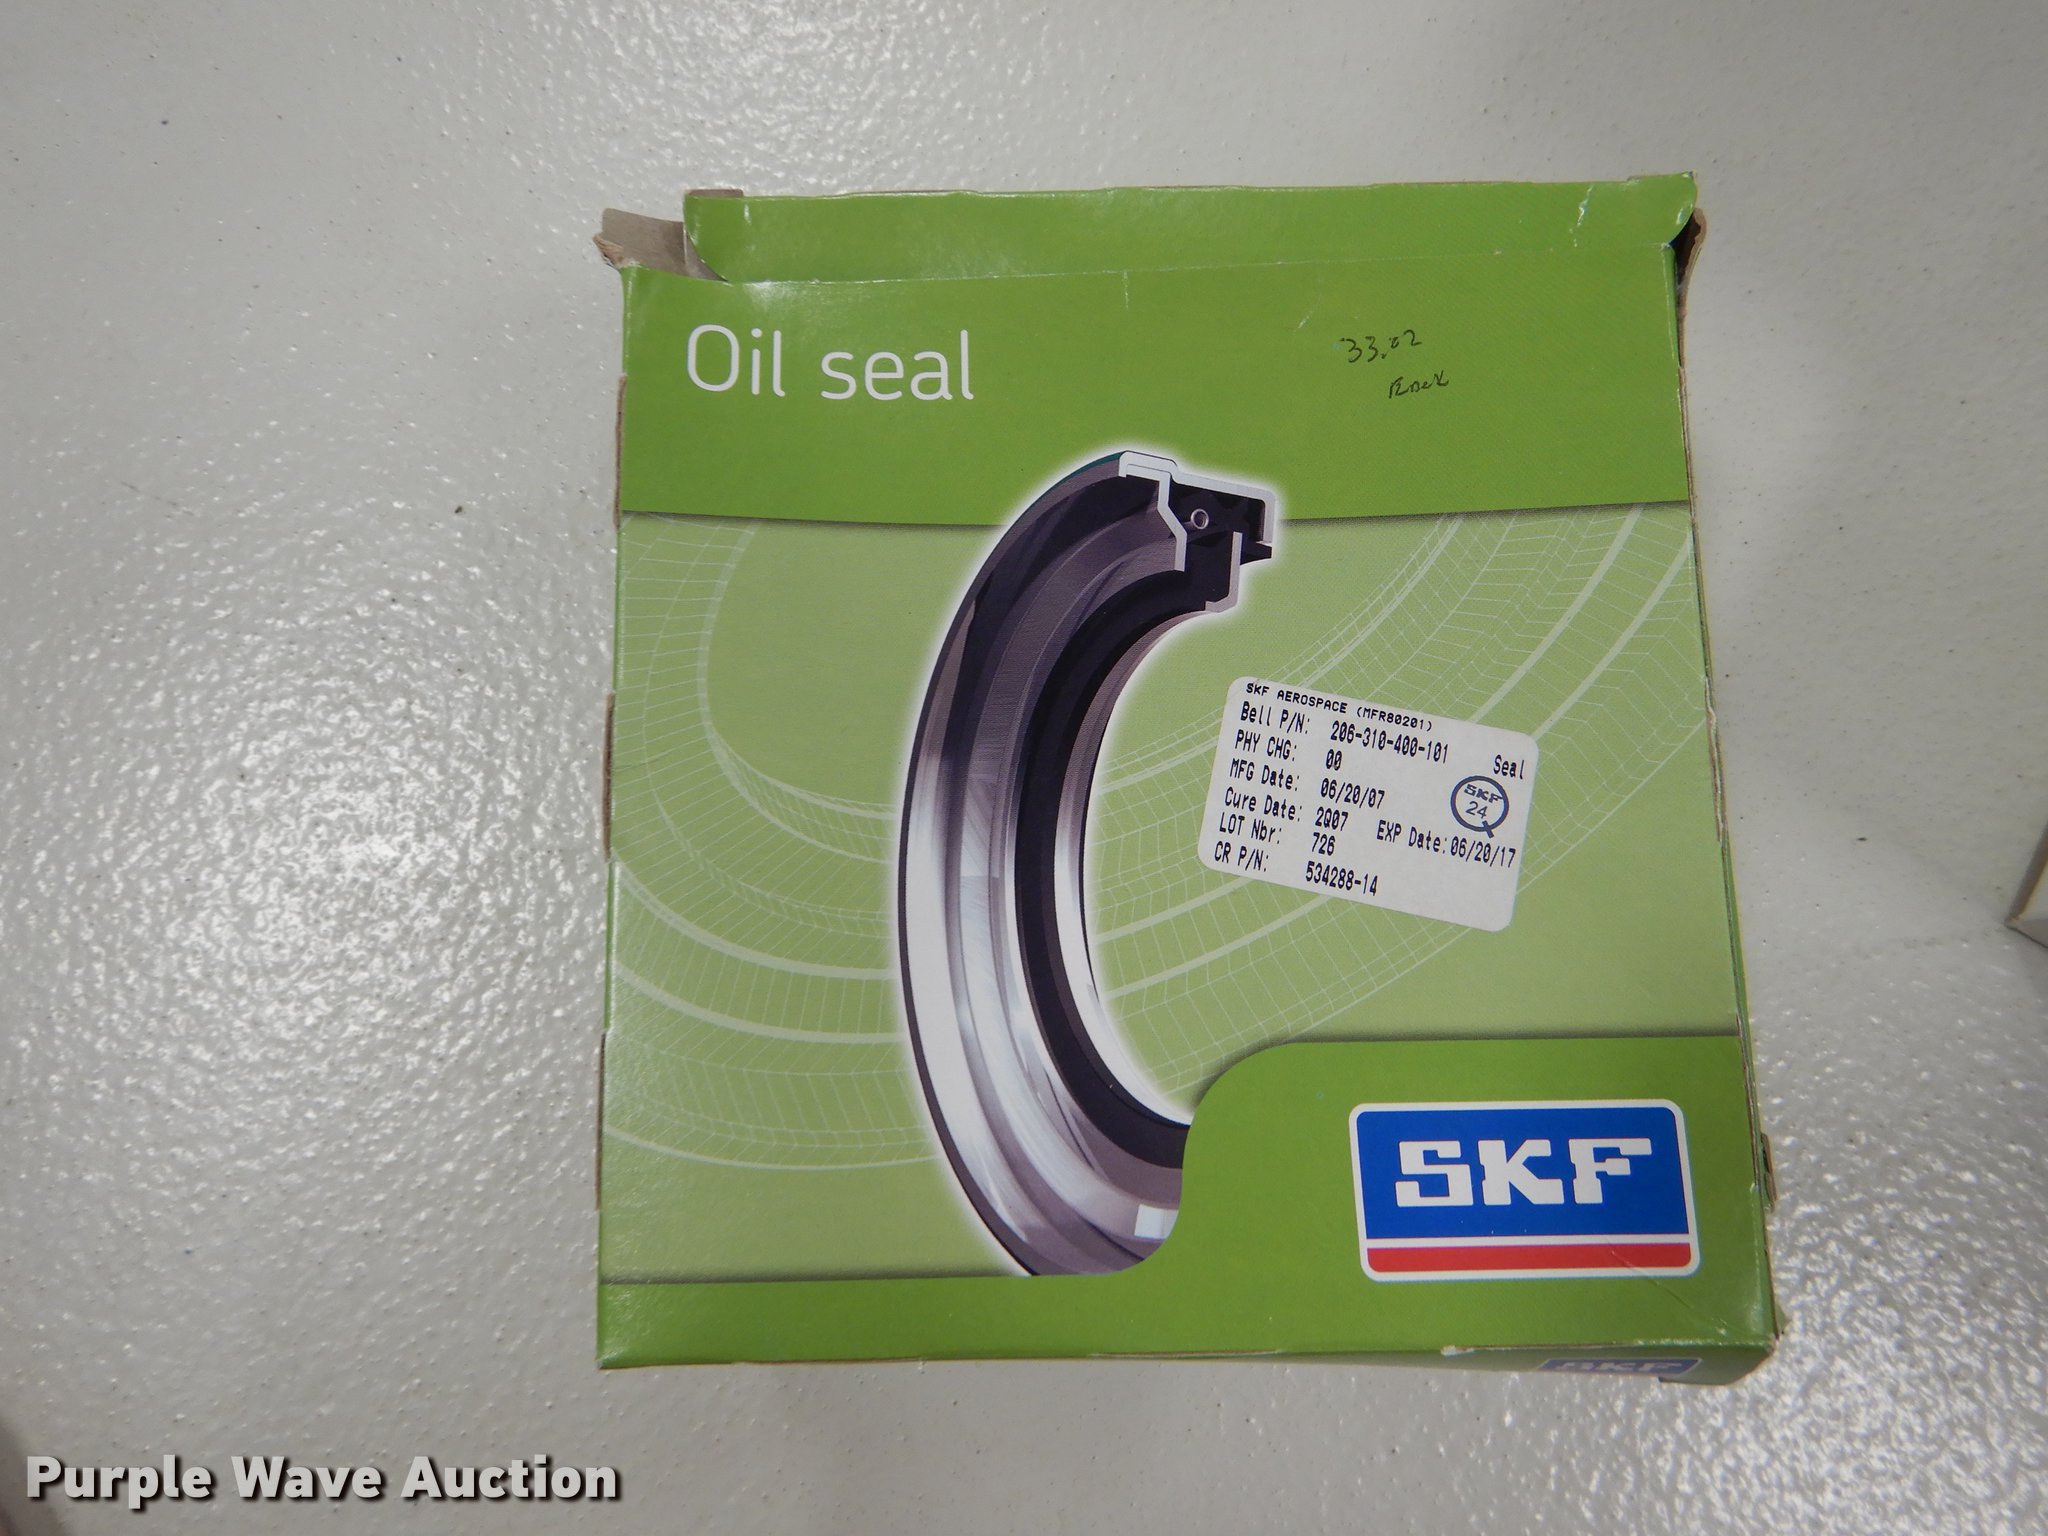 Oil seal
33.02
SKF AEROSPACE (MFR80201)
Bell P/N: 206-310-400-101 Seal
PHY CHG: 00
MFG Date: 06/20/07
SKF
24
Cure Date: 2Q07 EXP Date: 06/20/17
LOT Nbr: 726
CR P/N: 534288-14
SKF
SKF
Purple Wave Auction